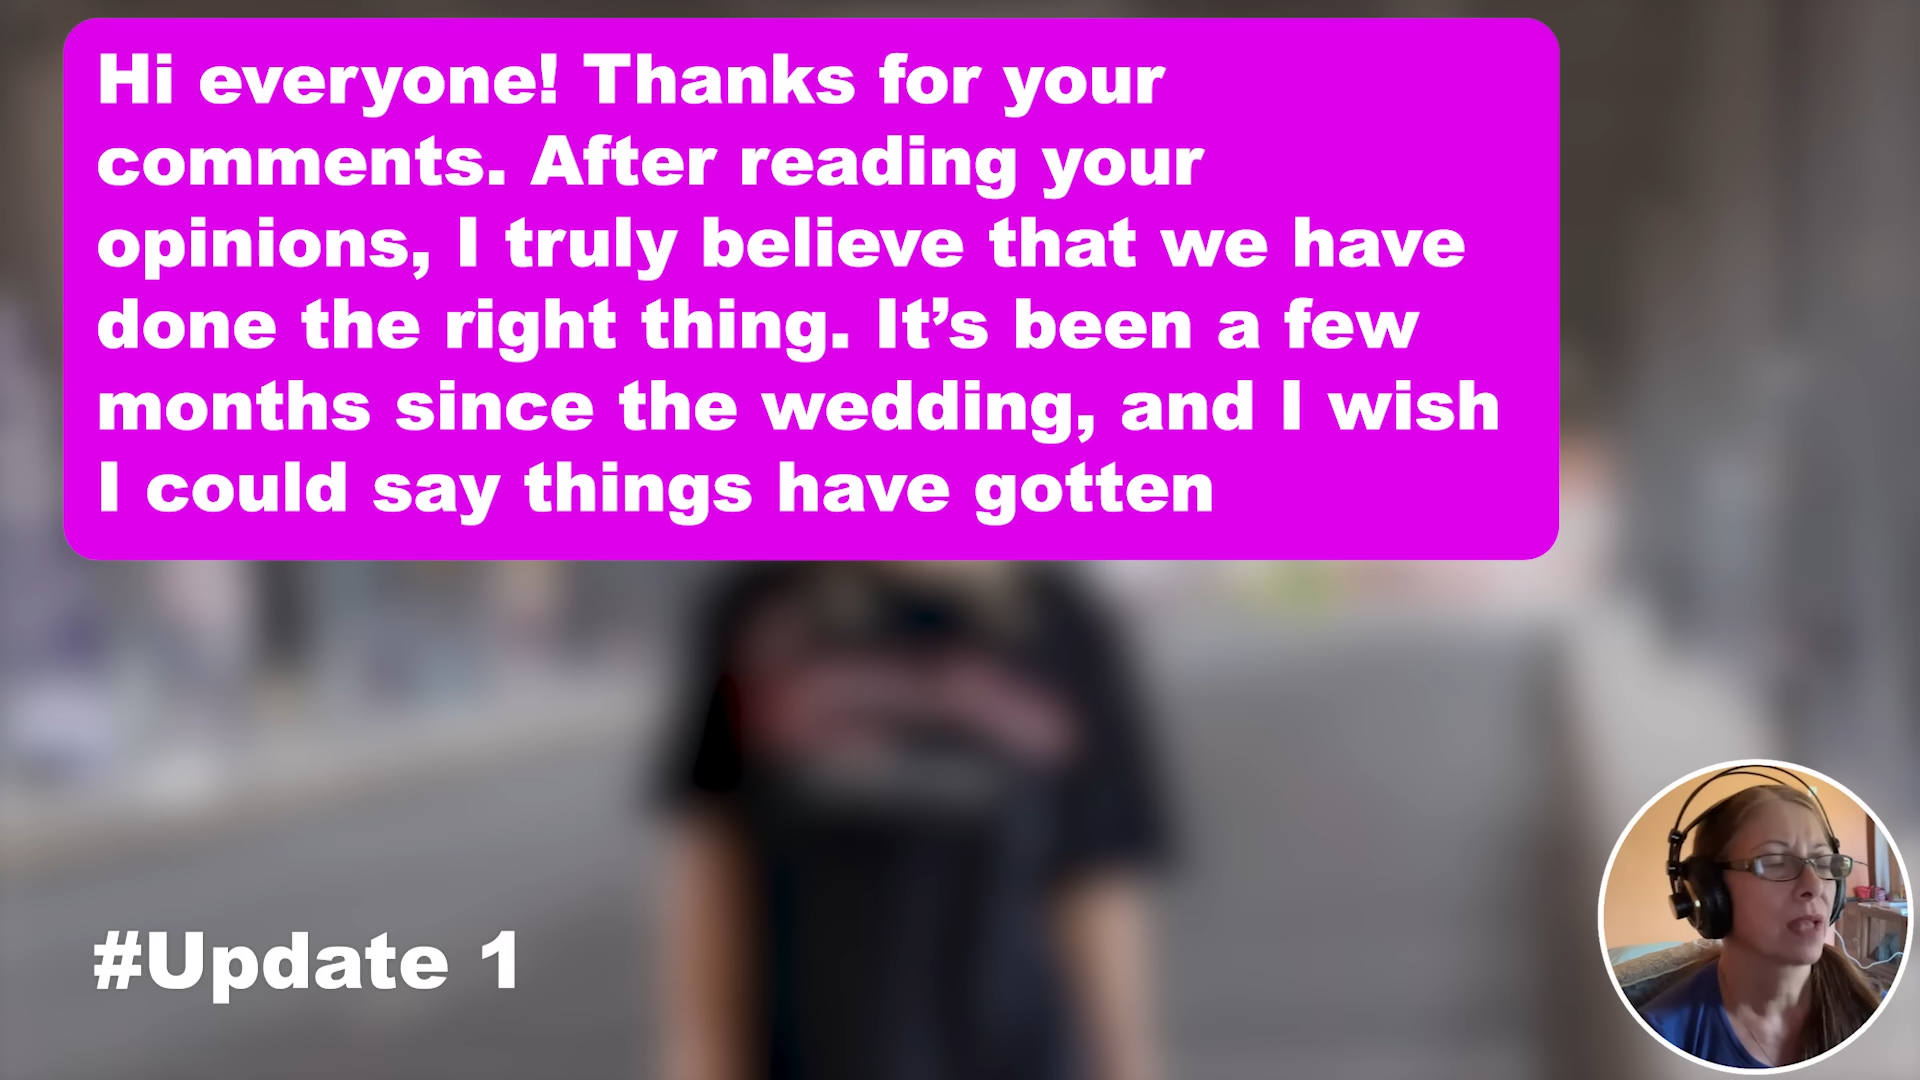 Hi everyone! Thanks for your
comments. After reading your
opinions, I truly believe that we have
done the right thing. It’s been a few
months since the wedding, and I wish
I could say things have gotten
#Update 1